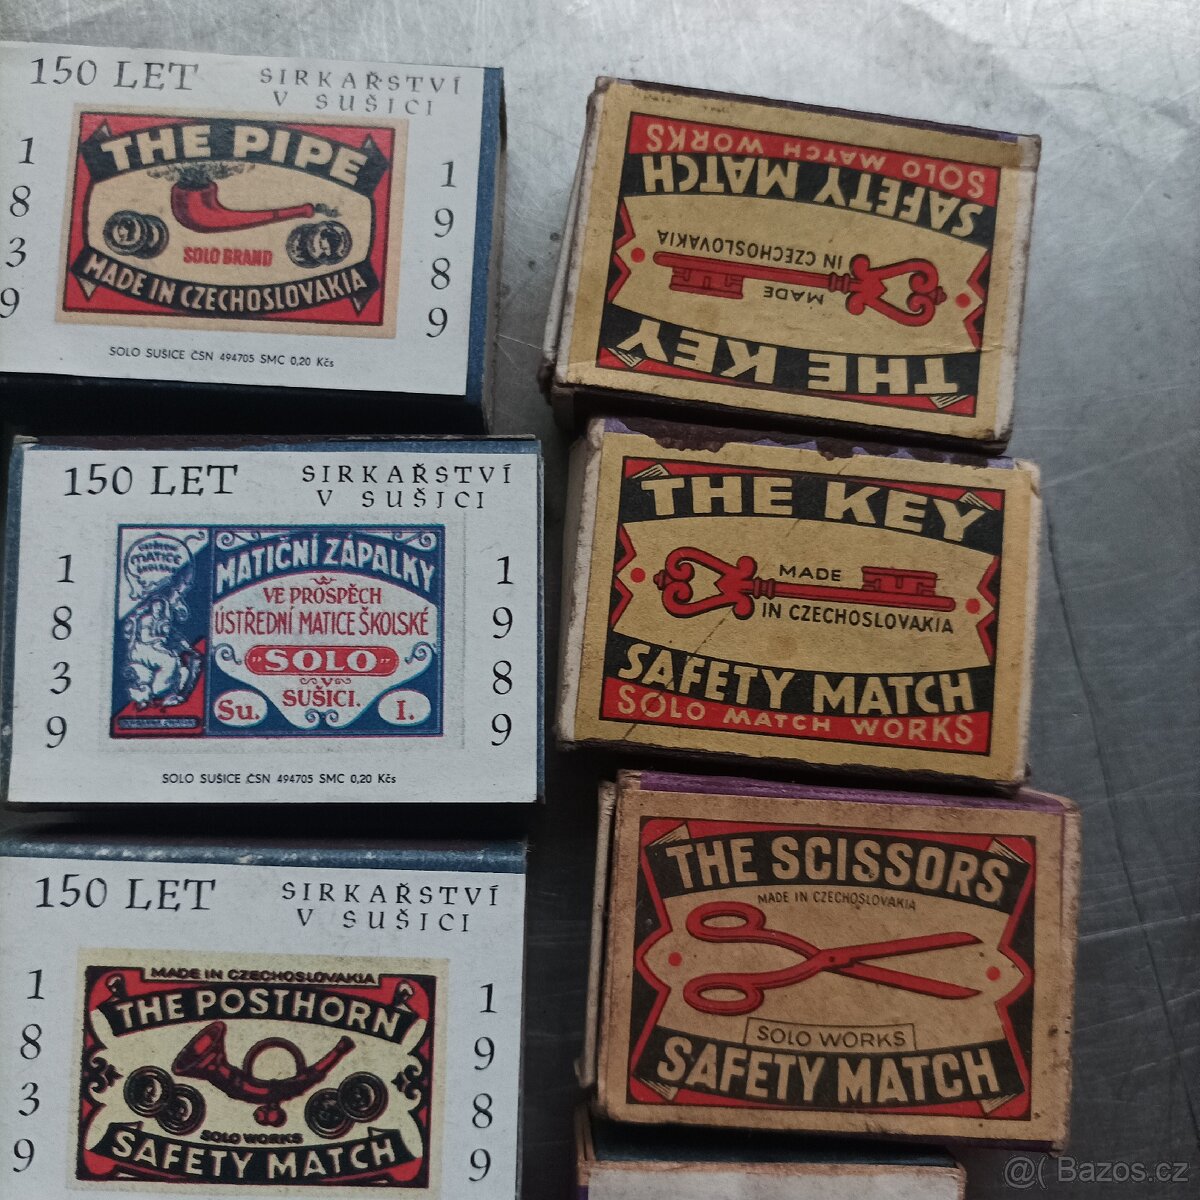 150 LET
SIRKAŘSTVÍ
V SUŠICI
1839
1989
THE PIPE
SOLO BRAND
MADE IN CZECHOSLOVAKIA
SOLO SUŠICE ČSN 494705 SMC 0,20 Kčs
150 LET
SIRKAŘSTVÍ
V SUŠICI
1839
1989
MATICE
MATIČNÍ ZÁPALKY
VE PROSPĚCH
ÚSTŘEDNÍ MATICE ŠKOLSKÉ
"SOLO"
V
SUŠICI.
Su.
I.
SOLO SUŠICE ČSN 494705 SMC 0,20 Kčs
150 LET
SIRKAŘSTVÍ
V SUŠICI
1839
1989
MADE IN CZECHOSLOVAKIA
THE POSTHORN
SOLO WORKS
SAFETY MATCH
THE KEY
MADE
IN CZECHOSLOVAKIA
SAFETY MATCH
SOLO MATCH WORKS
THE KEY
MADE
IN CZECHOSLOVAKIA
SAFETY MATCH
SOLO MATCH WORKS
THE SCISSORS
MADE IN CZECHOSLOVAKIA
SOLO WORKS
SAFETY MATCH
@( Bazos.cz